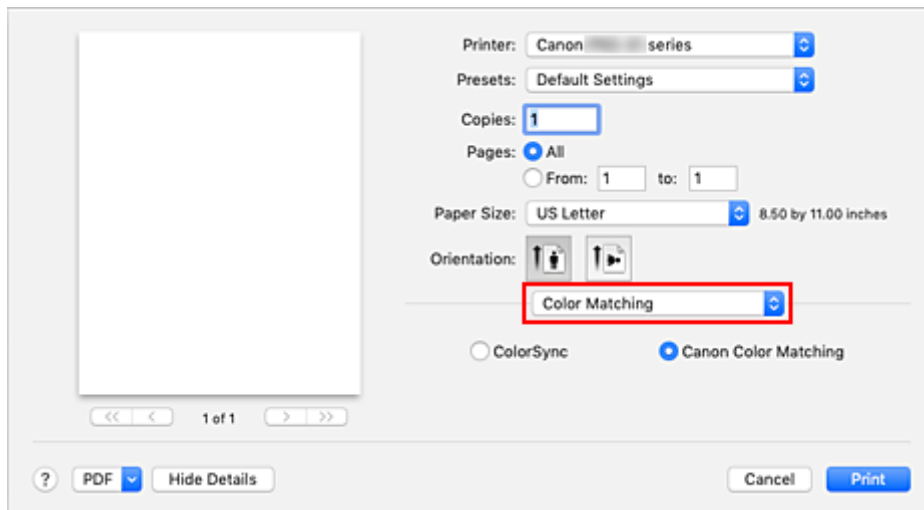 Printer: Canon series
Presets: Default Settings
Copies: 1
Pages: All
From: 1 to: 1
Paper Size: US Letter 8.50 by 11.00 inches
Orientation:
Color Matching
ColorSync Canon Color Matching
<< < 1 of 1 > >>
? PDF Hide Details Cancel Print